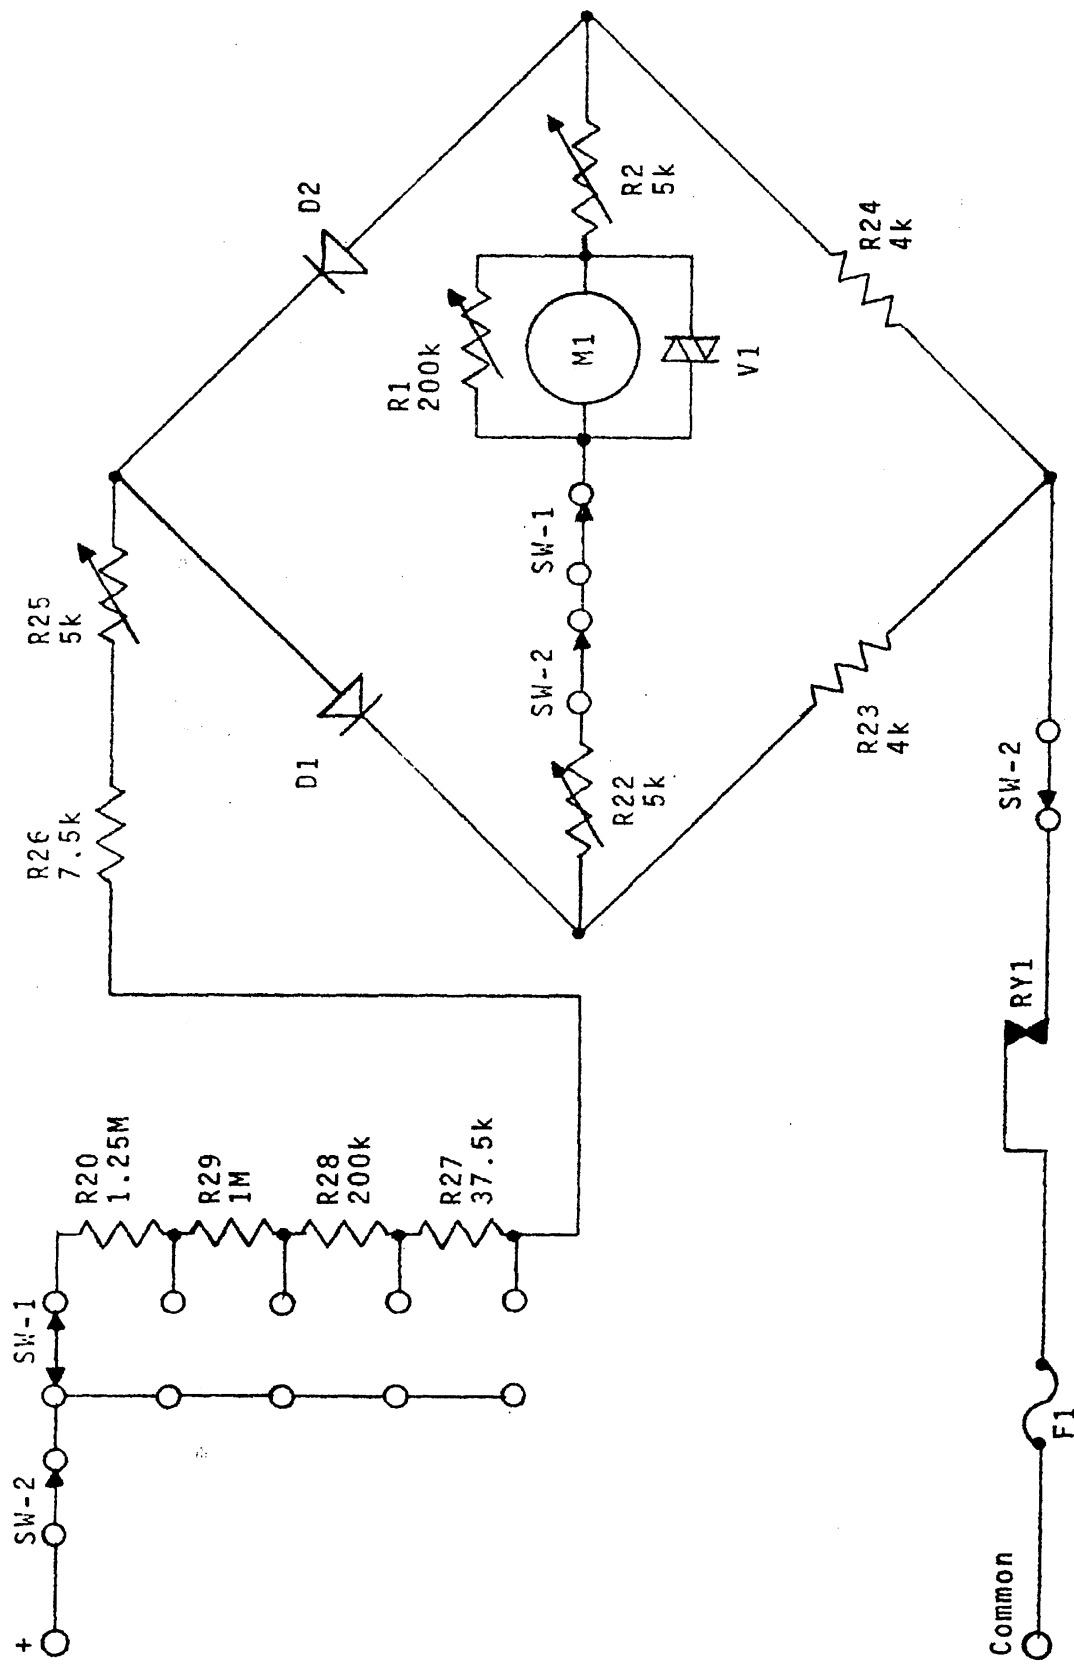 +
SW-2
SW-1
R20
1.25M
R29
1M
R28
200k
R27
37.5k
R26
7.5k
R25
5k
D1
D2
R22
5k
SW-2
SW-1
R1
200k
M1
V1
R2
5k
R23
4k
R24
4k
Common
F1
RY1
SW-2